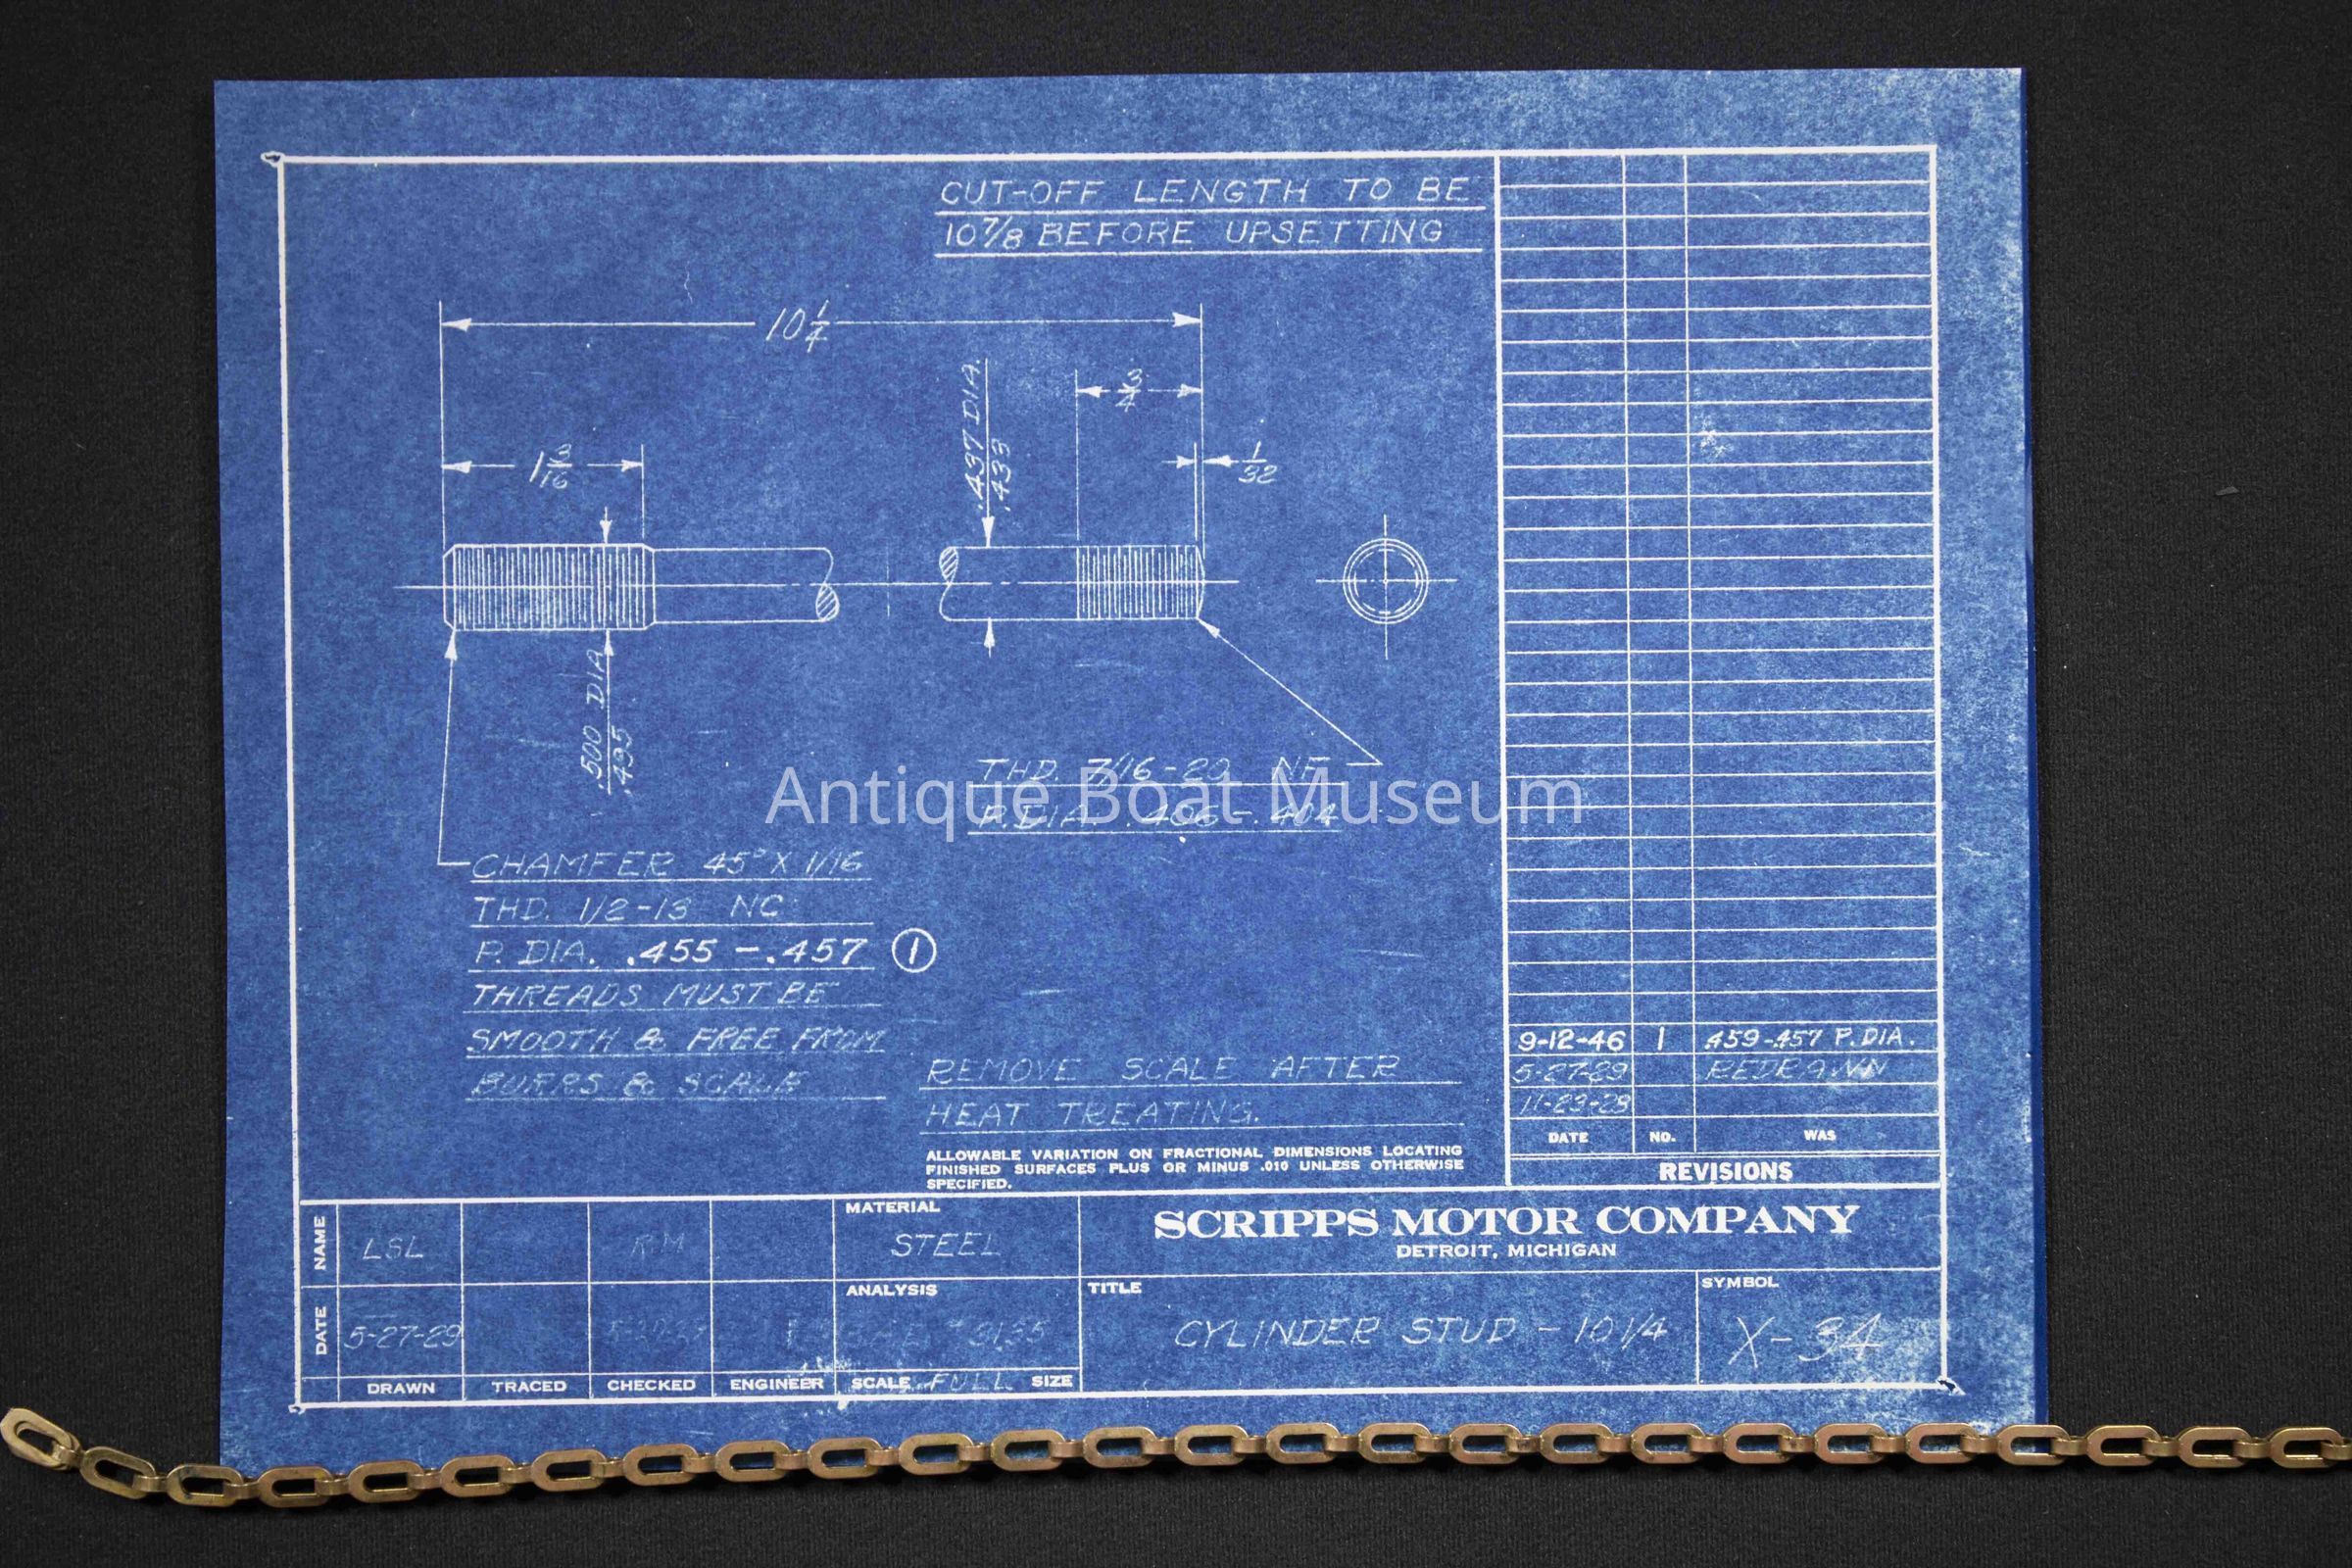 CUT-OFF LENGTH TO BE
10 7/8 BEFORE UPSETTING
10 1/4
3/4
.437 DIA.
.433
1 3/16
1/32
.500 DIA
.495
THD. 7/16-20 NF
P. DIA. .406-.404
Antique Boat Museum
CHAMFER 45° X 1/16
THD. 1/2-13 NC
P. DIA. .455 - .457 1
THREADS MUST BE
SMOOTH & FREE FROM
BURRS & SCALE
REMOVE SCALE AFTER
HEAT TREATING.
ALLOWABLE VARIATION ON FRACTIONAL DIMENSIONS LOCATING
FINISHED SURFACES PLUS OR MINUS .010 UNLESS OTHERWISE
SPECIFIED.
9-12-46 1 .459-.457 P. DIA.
5-27-29 REDRAWN
11-23-28
DATE NO. WAS
REVISIONS
NAME LSL RM
DATE 5-27-29
DRAWN TRACED CHECKED ENGINEER
MATERIAL
STEEL
ANALYSIS
3135
SCALE FULL SIZE
SCRIPPS MOTOR COMPANY
DETROIT, MICHIGAN
TITLE
CYLINDER STUD - 10 1/4
SYMBOL
X-34